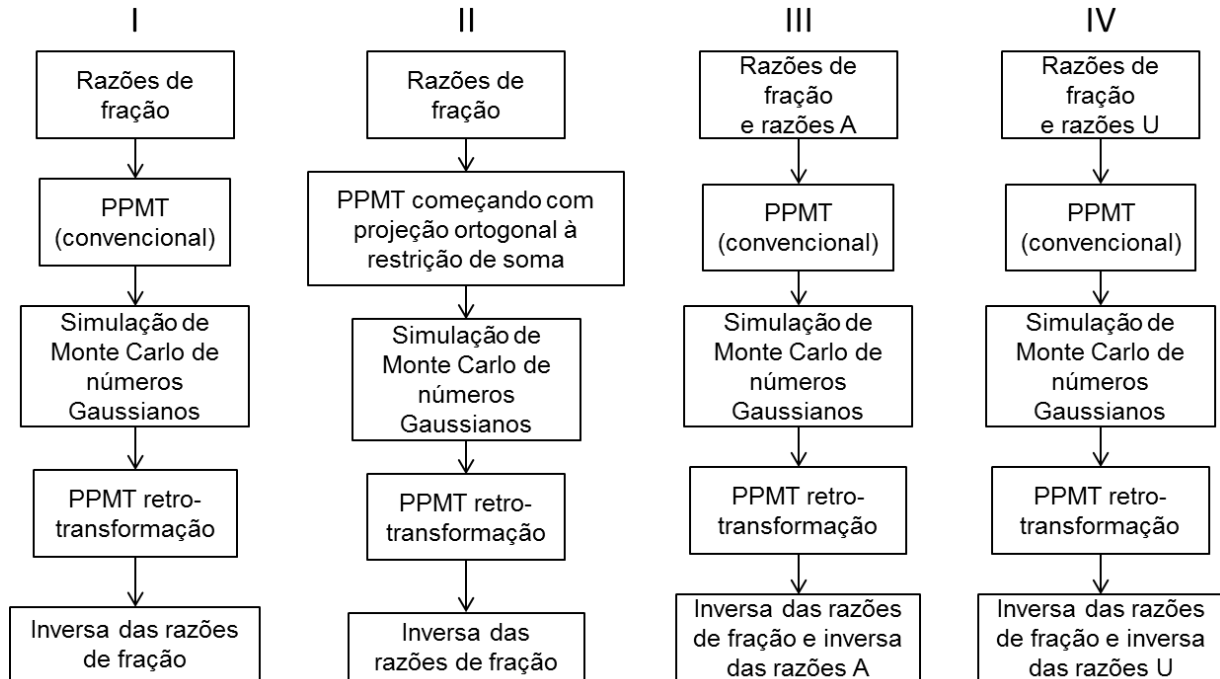 I
Razões de
fração
PPMT
(convencional)
Simulação de
Monte Carlo de
números
Gaussianos
PPMT retro-
transformação
Inversa das razões
de fração
II
Razões de
fração
PPMT começando com
projeção ortogonal à
restrição de soma
Simulação de
Monte Carlo de
números
Gaussianos
PPMT retro-
transformação
Inversa das
razões de fração
III
Razões de
fração
e razões A
PPMT
(convencional)
Simulação de
Monte Carlo de
números
Gaussianos
PPMT retro-
transformação
Inversa das razões
de fração e inversa
das razões A
IV
Razões de
fração
e razões U
PPMT
(convencional)
Simulação de
Monte Carlo de
números
Gaussianos
PPMT retro-
transformação
Inversa das razões
de fração e inversa
das razões U